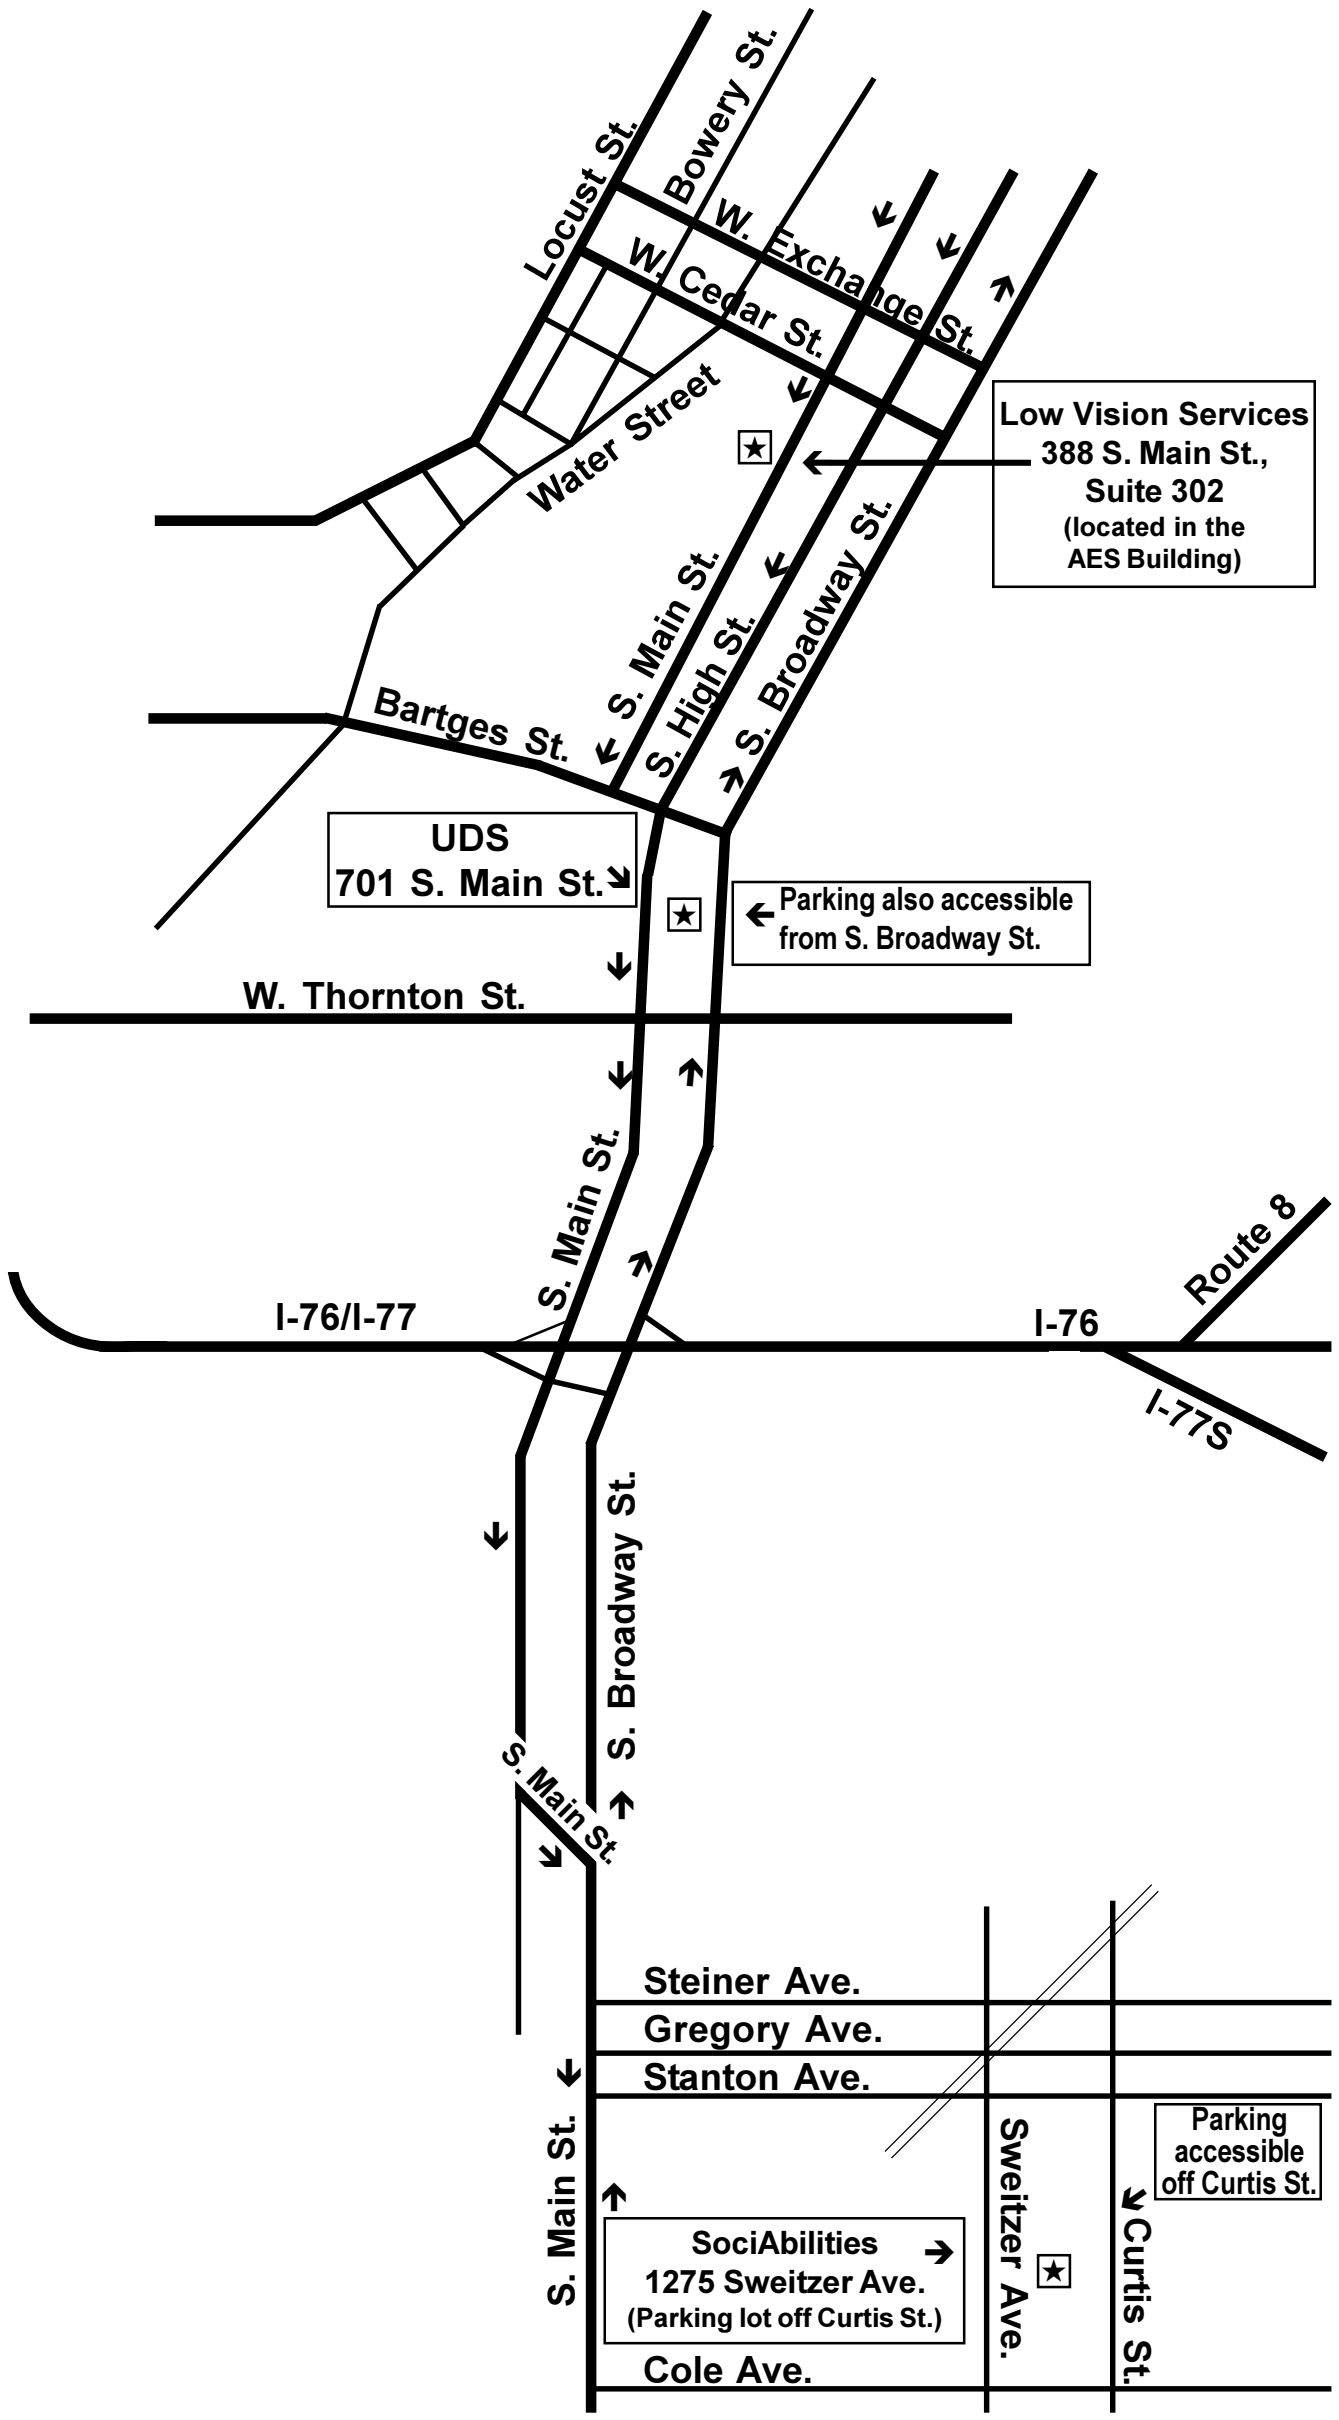 Bowery St.
Locust St.
W. Exchange St.
W. Cedar St.
Water Street
Low Vision Services
388 S. Main St.,
Suite 302
(located in the
AES Building)
S. Main St.
S. High St.
S. Broadway St.
Bartges St.
UDS
701 S. Main St.
Parking also accessible
from S. Broadway St.
W. Thornton St.
S. Main St.
Route 8
I-76/I-77
I-76
I-77S
S. Broadway St.
S. Main St.
Steiner Ave.
Gregory Ave.
Stanton Ave.
Parking
accessible
off Curtis St.
S. Main St.
Sweitzer Ave.
Curtis St.
SociAbilities
1275 Sweitzer Ave.
(Parking lot off Curtis St.)
Cole Ave.